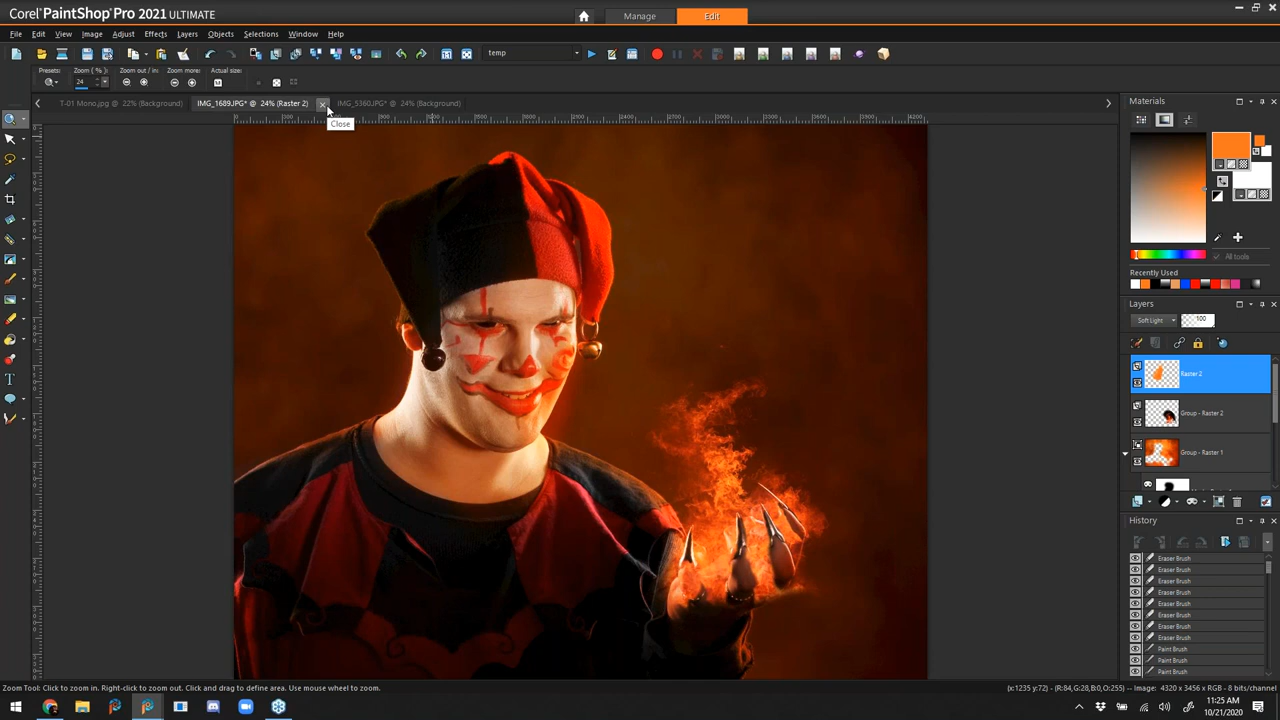 Corel PaintShop Pro 2021 ULTIMATE
Manage
Edit
File Edit View Image Adjust Effects Layers Objects Selections Window Help
temp
Presets: Zoom ( % ): Zoom out / in: Zoom more: Actual size:
24
T-01 Mono.jpg @ 22% (Background)
IMG_1689.JPG* @ 24% (Raster 2)
IMG_5360.JPG* @ 24% (Background)
Close
Materials
All tools
Recently Used
Layers
Soft Light
100
Raster 2
Group - Raster 2
Group - Raster 1
History
Eraser Brush
Eraser Brush
Eraser Brush
Eraser Brush
Eraser Brush
Eraser Brush
Eraser Brush
Eraser Brush
Paint Brush
Paint Brush
Paint Brush
Zoom Tool: Click to zoom in. Right-click to zoom out. Click and drag to define area. Use mouse wheel to zoom.
(x:1235 y:72) -- (R:84,G:28,B:0,O:255) -- Image: 4320 x 3456 x RGB - 8 bits/channel
11:25 AM
10/21/2020